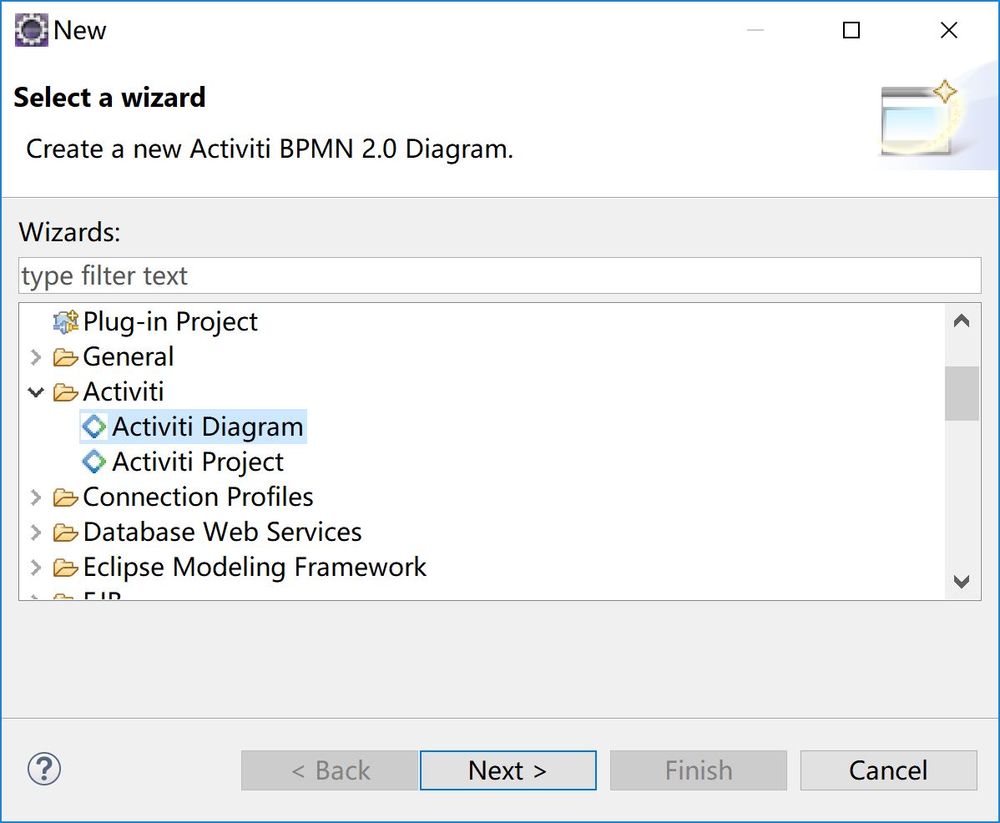 New
Select a wizard
Create a new Activiti BPMN 2.0 Diagram.
Wizards:
type filter text
Plug-in Project
General
Activiti
Activiti Diagram
Activiti Project
Connection Profiles
Database Web Services
Eclipse Modeling Framework
EJB
< Back
Next >
Finish
Cancel